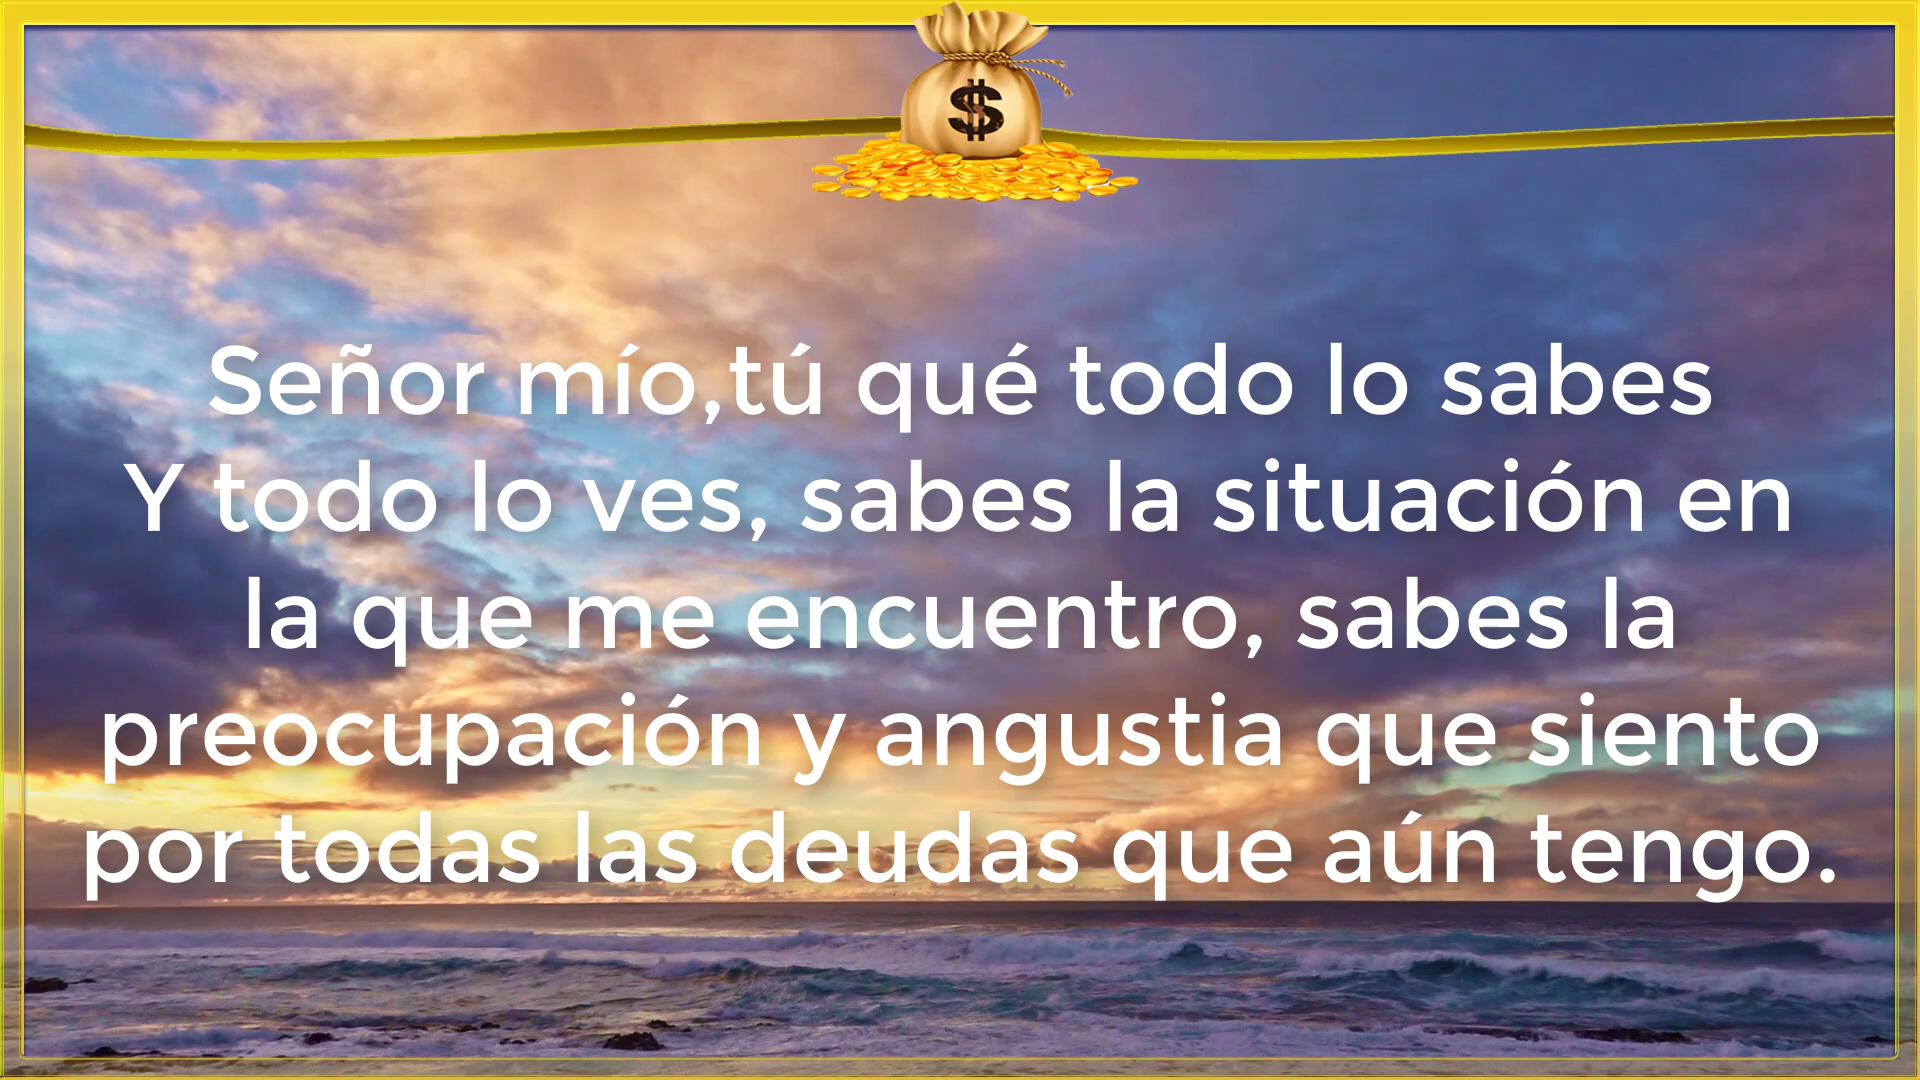 $
Señor mío,tú qué todo lo sabes
Y todo lo ves, sabes la situación en
la que me encuentro, sabes la
preocupación y angustia que siento
por todas las deudas que aún tengo.